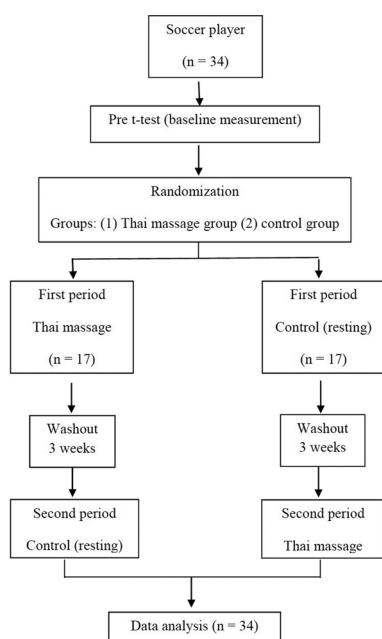 Soccer player
(n = 34)
Pre t-test (baseline measurement)
Randomization
Groups: (1) Thai massage group (2) control group
First period
Thai massage
(n = 17)
First period
Control (resting)
(n = 17)
Washout
3 weeks
Washout
3 weeks
Second period
Control (resting)
Second period
Thai massage
Data analysis (n = 34)